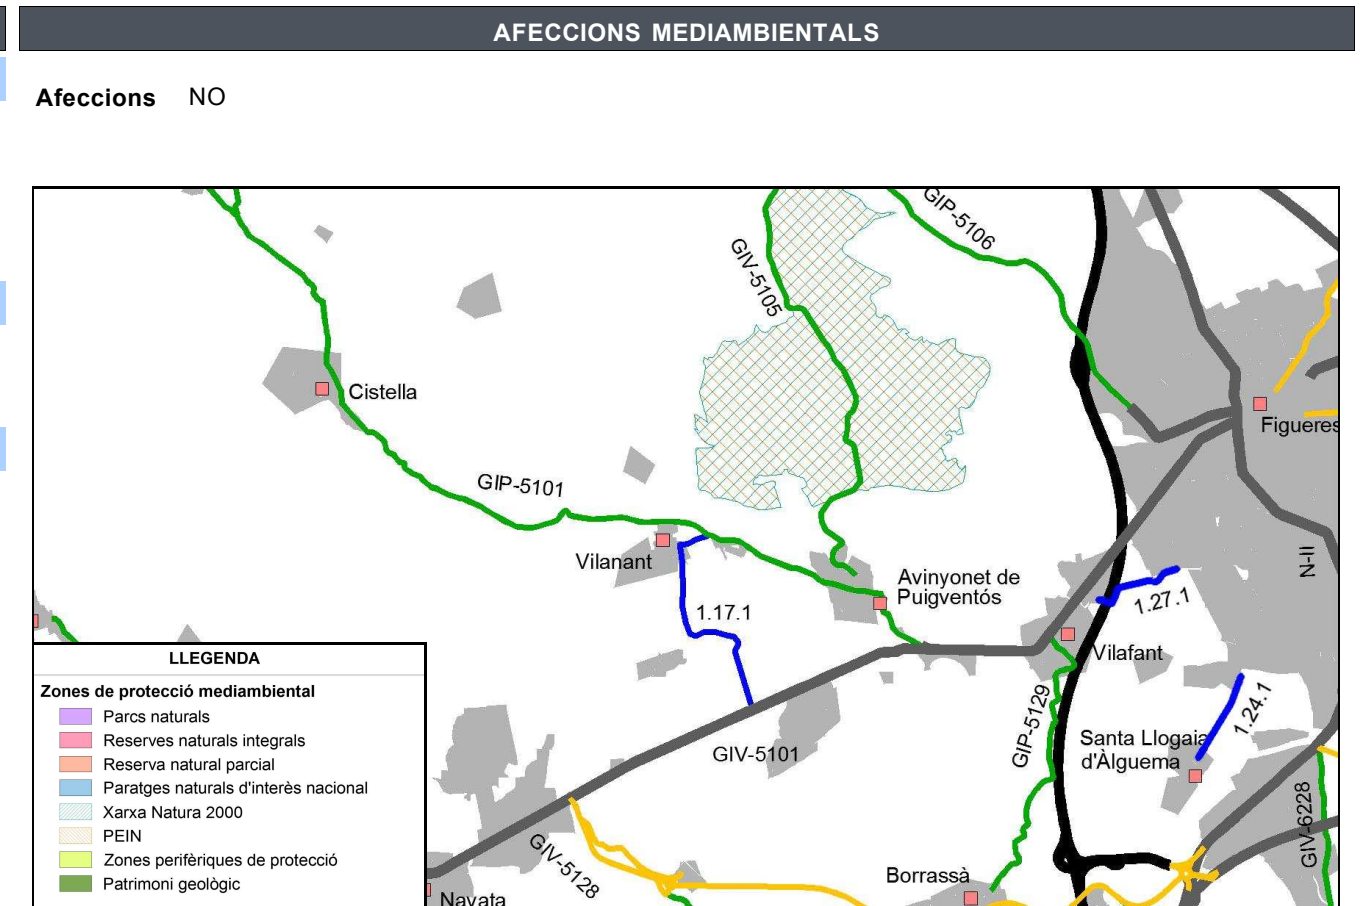 AFECCIONS MEDIAMBIENTALS
Afeccions NO
GIP-5106
GIV-5105
Cistella
Figueres
GIP-5101
N-II
Vilanant
Avinyonet de
Puigventós
1.27.1
1.17.1
Vilafant
GIP-5129
1.24.1
Santa Llogaia
d'Àlguema
GIV-5101
GIV-6228
GIV-5128
Borrassà
Navata
LLEGENDA
Zones de protecció mediambiental
Parcs naturals
Reserves naturals integrals
Reserva natural parcial
Paratges naturals d'interès nacional
Xarxa Natura 2000
PEIN
Zones perifèriques de protecció
Patrimoni geològic